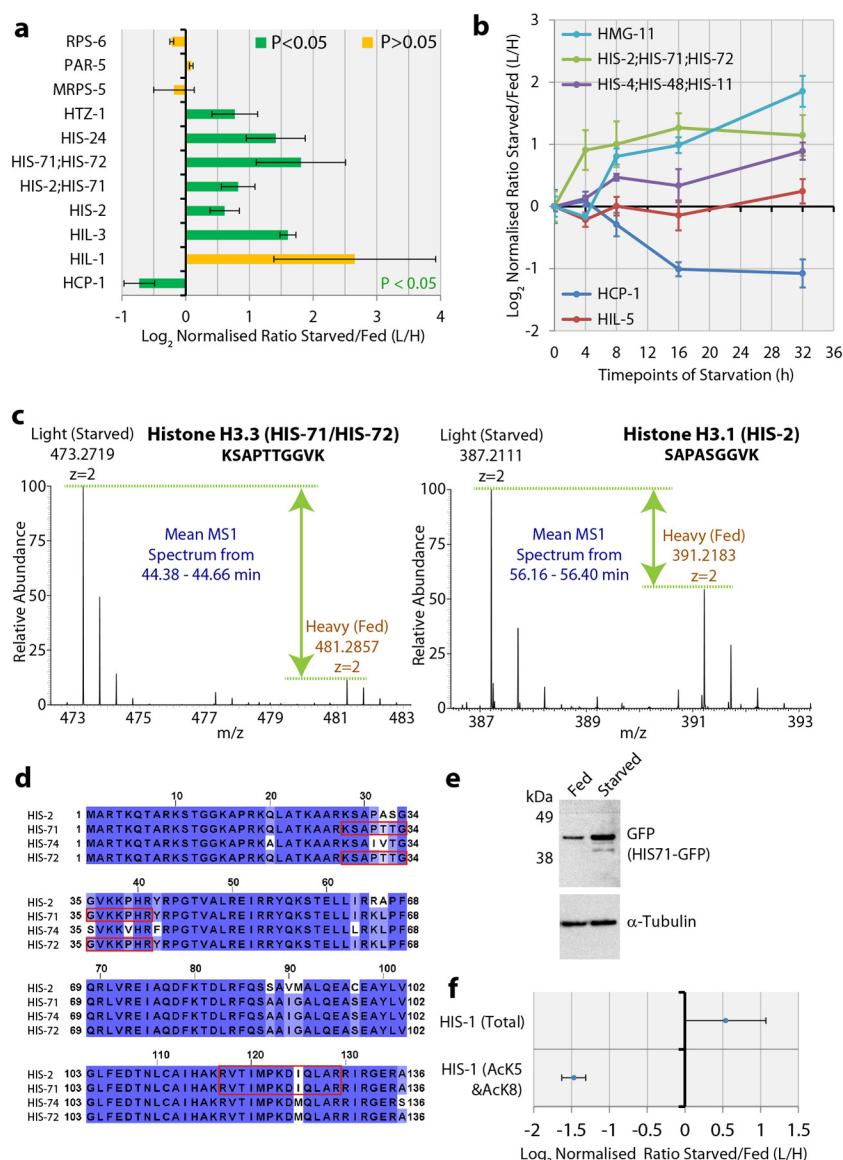 a
P<0.05 P>0.05
RPS-6
PAR-5
MRPS-5
HTZ-1
HIS-24
HIS-71;HIS-72
HIS-2;HIS-71
HIS-2
HIL-3
HIL-1
HCP-1
P < 0.05
-1 0 1 2 3 4
Log2 Normalised Ratio Starved/Fed (L/H)
b
HMG-11
HIS-2;HIS-71;HIS-72
HIS-4;HIS-48;HIS-11
HCP-1
HIL-5
3
2
1
0
-1
-2
Log2 Normalised Ratio Starved/Fed (L/H)
0 4 8 12 16 20 24 28 32 36
Timepoints of Starvation (h)
c
Light (Starved)
473.2719
z=2
Histone H3.3 (HIS-71/HIS-72)
KSAPTTGGVK
100
75
50
25
0
Relative Abundance
Mean MS1
Spectrum from
44.38 - 44.66 min
Heavy (Fed)
481.2857
z=2
473 475 477 479 481 483
m/z
Light (Starved)
387.2111
z=2
Histone H3.1 (HIS-2)
SAPASGGVK
100
75
50
25
0
Relative Abundance
Mean MS1
Spectrum from
56.16 - 56.40 min
Heavy (Fed)
391.2183
z=2
387 389 391 393
m/z
d
10 20 30
HIS-2 1 MARTKQTARKSTGGKAPRKQLATKAARKSAPASG 34
HIS-71 1 MARTKQTARKSTGGKAPRKQLATKAARKSAPTTG 34
HIS-74 1 MARTKQTARKSTGGKAPRKALATKAARKSAIVTG 34
HIS-72 1 MARTKQTARKSTGGKAPRKQLATKAARKSAPTTG 34
40 50 60
HIS-2 35 GVKKPHRYRPGTVALREIRRYQKSTELLIRRAPF 68
HIS-71 35 GVKKPHRYRPGTVALREIRRYQKSTELLIRKLPF 68
HIS-74 35 SVKKVHRFRPGTVALREIRRYQKSTELLLRKLPF 68
HIS-72 35 GVKKPHRYRPGTVALREIRRYQKSTELLIRKLPF 68
70 80 90 100
HIS-2 69 QRLVREIAQDFKTDLRFQSSAVMALQEACEAYLV 102
HIS-71 69 QRLVREIAQDFKTDLRFQSAAIGALQEASEAYLV 102
HIS-74 69 QRLVREIAQDFKTDLRFQSAAIGALQEASEAYLV 102
HIS-72 69 QRLVREIAQDFKTDLRFQSAAIGALQEASEAYLV 102
110 120 130
HIS-2 103 GLFEDTNLCAIHAKRVTIMPKDIQLARRIRGERA 136
HIS-71 103 GLFEDTNLCAIHAKRVTIMPKDIQLARRIRGERA 136
HIS-74 103 GLFEDTNLCAIHAKRVTIMPKDMQLARRIRGERS 136
HIS-72 103 GLFEDTNLCAIHAKRVTIMPKDMQLARRIRGERA 136
e
Fed Starved
kDa
49
38
GFP
(HIS71-GFP)
α-Tubulin
f
HIS-1 (Total)
HIS-1 (AcK5
&AcK8)
-2 -1.5 -1 -0.5 0 0.5 1 1.5
Log2 Normalised Ratio Starved/Fed (L/H)